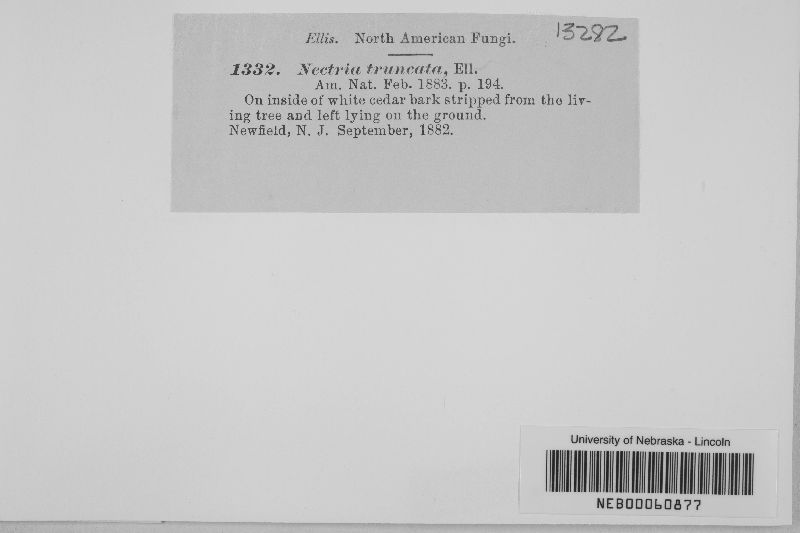 Ellis. North American Fungi.
13282
1332. Nectria truncata, Ell.
Am. Nat. Feb. 1883. p. 194.
On inside of white cedar bark stripped from the liv-
ing tree and left lying on the ground.
Newfield, N. J. September, 1882.
University of Nebraska - Lincoln
NEB00060877